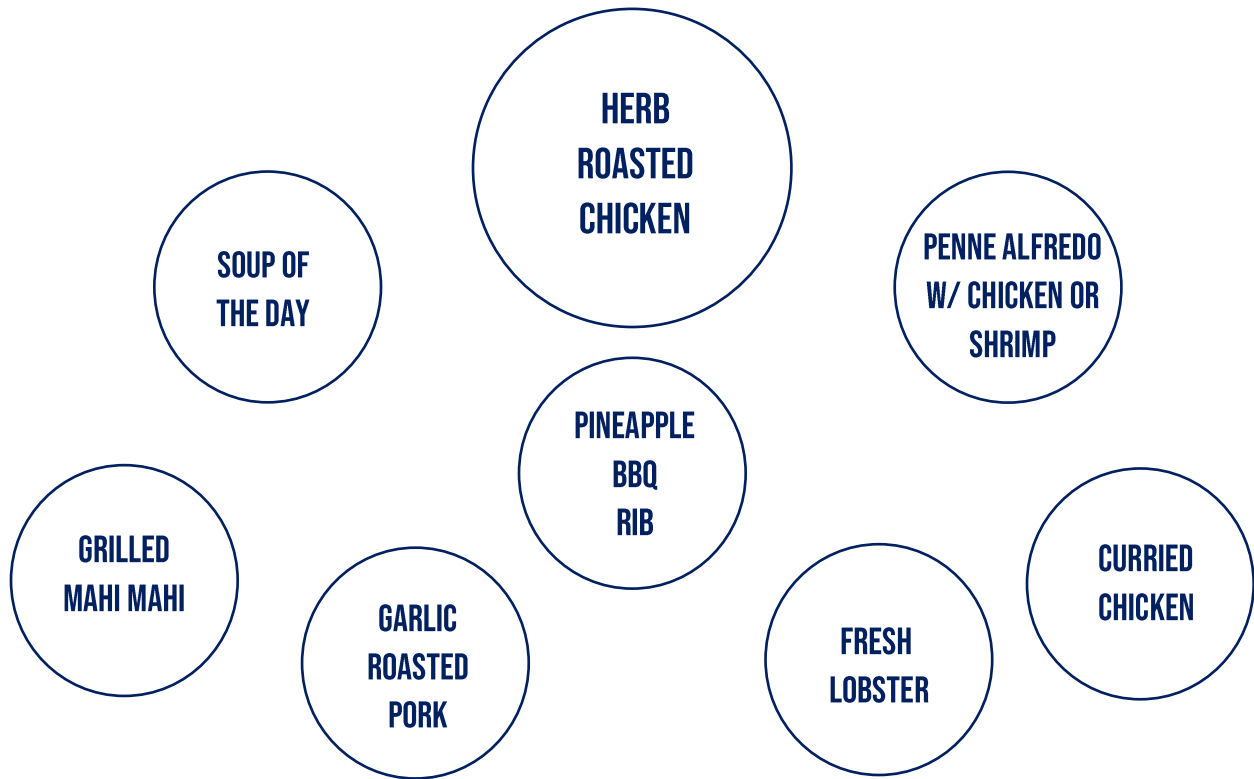 HERB
ROASTED
CHICKEN
SOUP OF
THE DAY
PENNE ALFREDO
W/ CHICKEN OR
SHRIMP
PINEAPPLE
BBQ
RIB
GRILLED
MAHI MAHI
GARLIC
ROASTED
PORK
FRESH
LOBSTER
CURRIED
CHICKEN